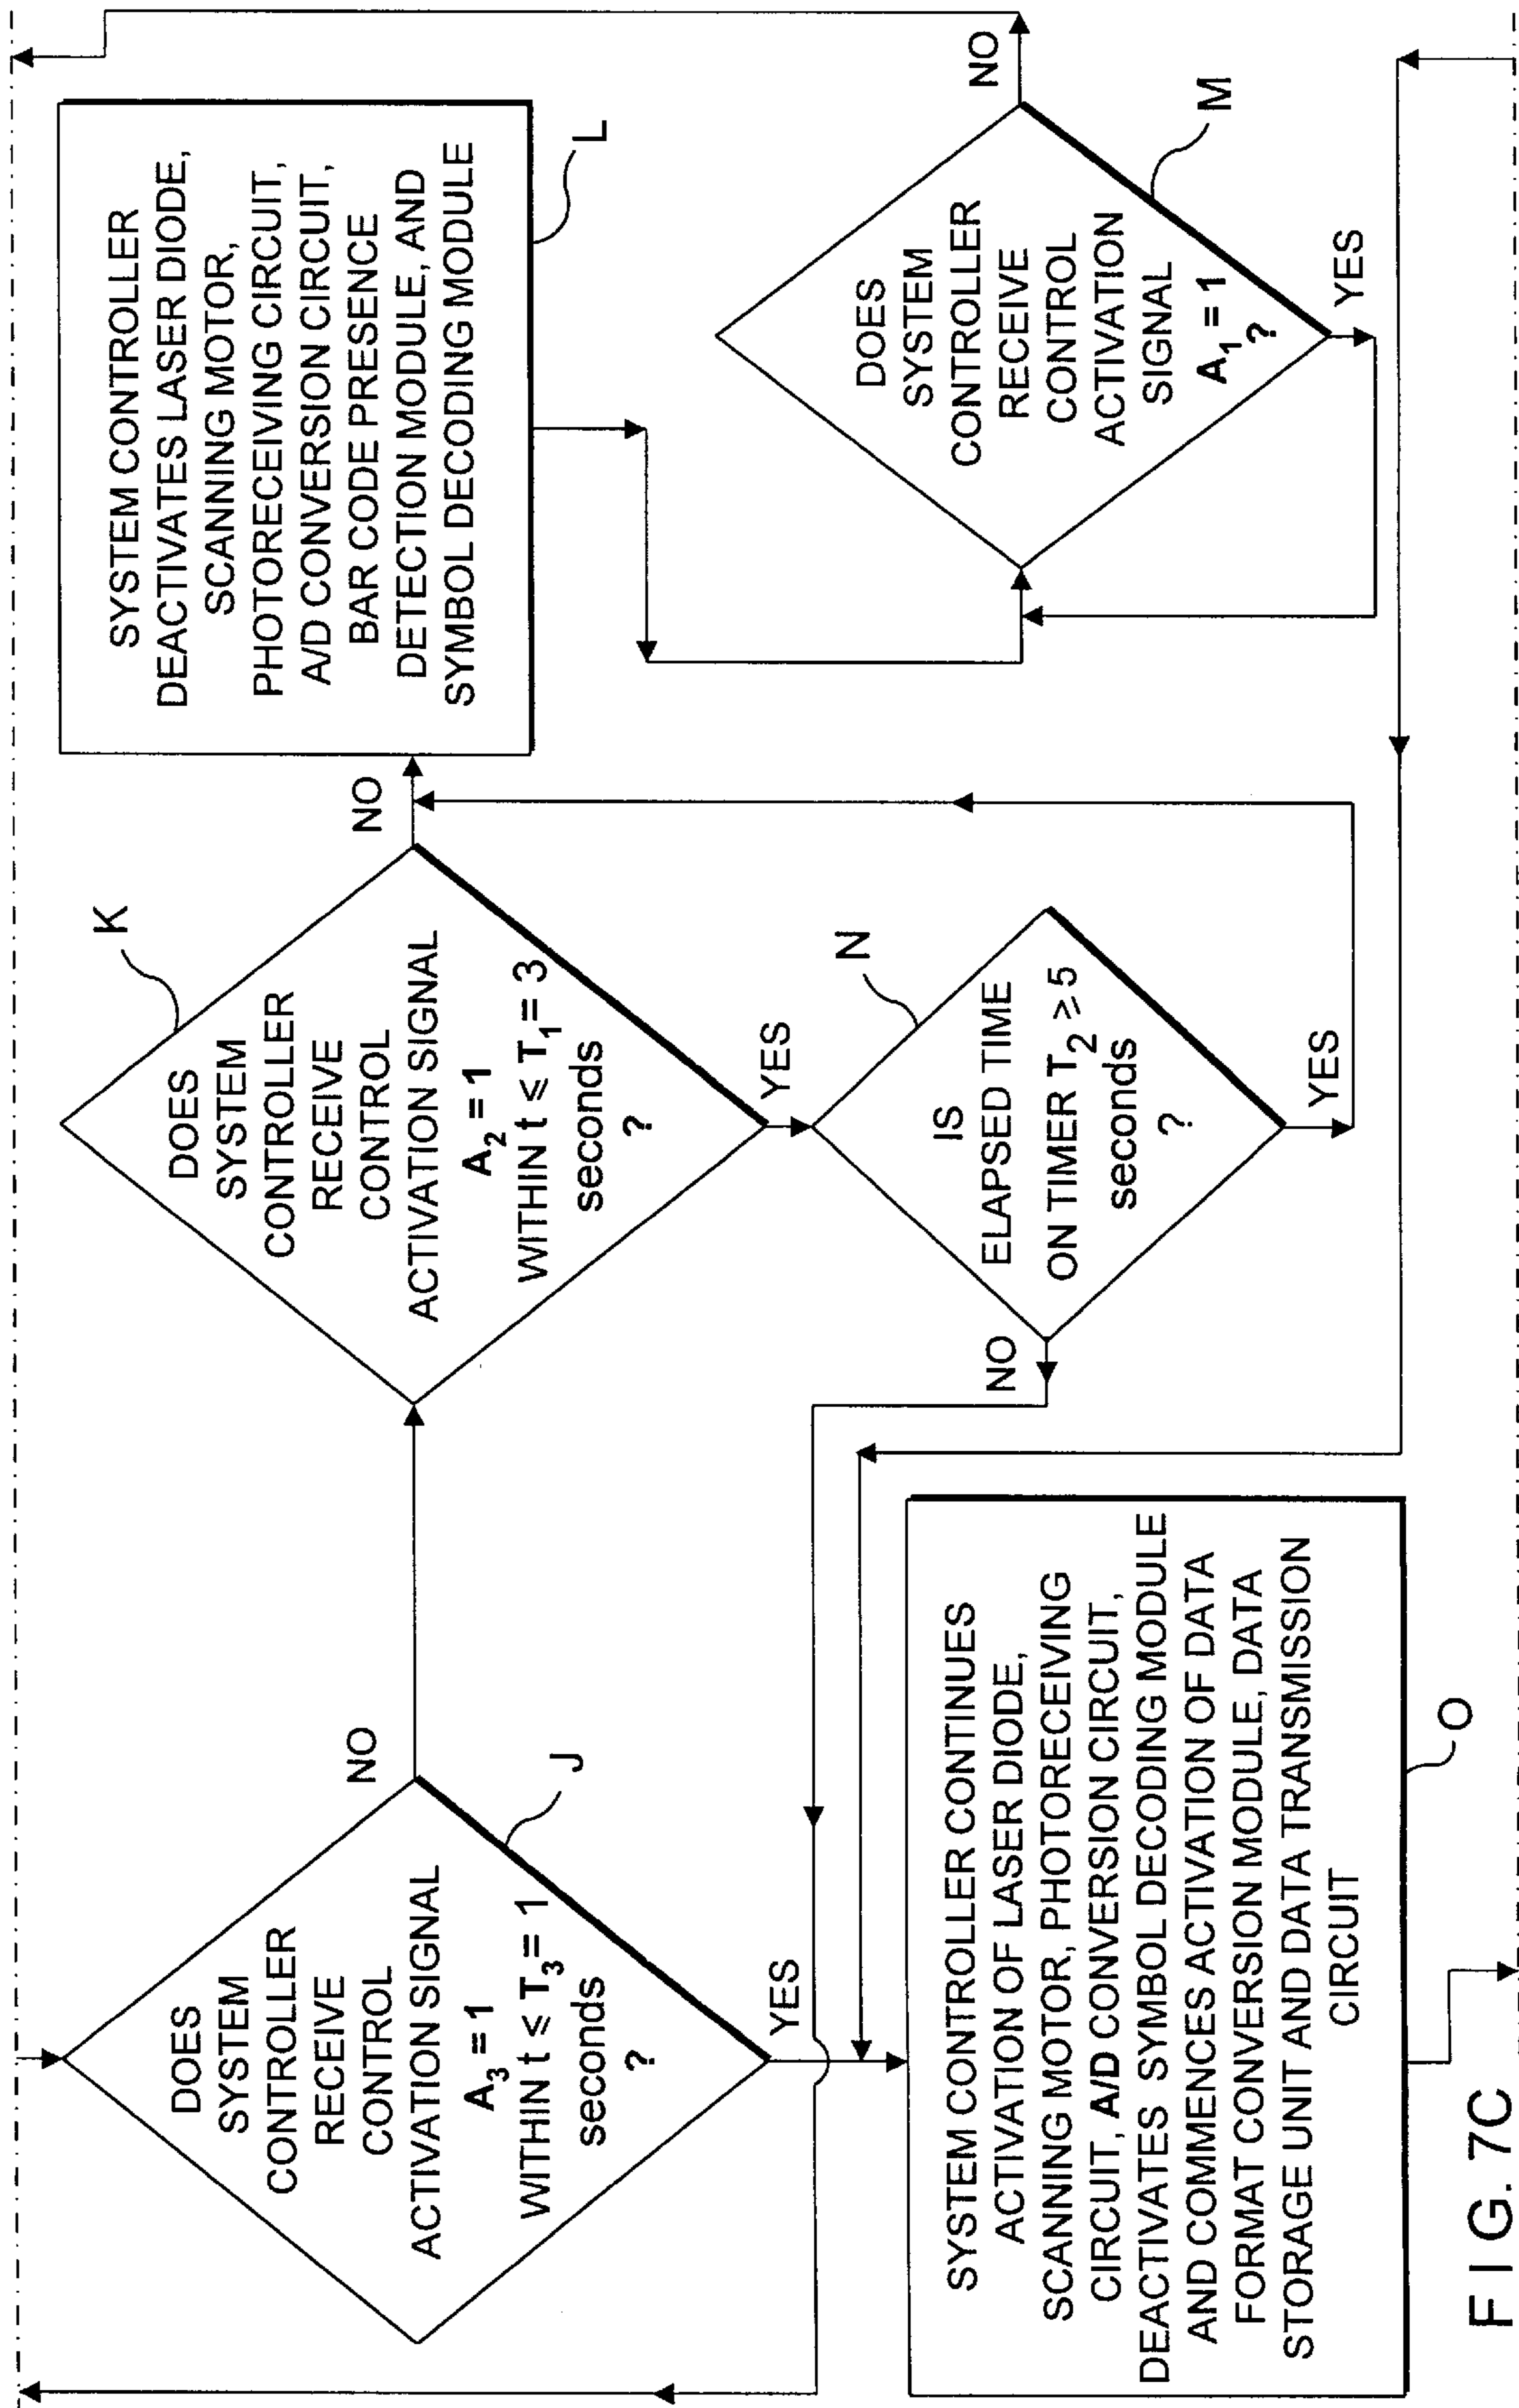 DOES
SYSTEM
CONTROLLER
RECEIVE
CONTROL
ACTIVATION SIGNAL
A₃ = 1
WITHIN t ≤ T₃ = 1
seconds
?
J
NO
YES
DOES
SYSTEM
CONTROLLER
RECEIVE
CONTROL
ACTIVATION SIGNAL
A₂ = 1
WITHIN t ≤ T₁ = 3
seconds
?
K
NO
YES
SYSTEM CONTROLLER
DEACTIVATES LASER DIODE,
SCANNING MOTOR,
PHOTORECEIVING CIRCUIT,
A/D CONVERSION CIRCUIT,
BAR CODE PRESENCE
DETECTION MODULE, AND
SYMBOL DECODING MODULE
L
DOES
SYSTEM
CONTROLLER
RECEIVE
CONTROL
ACTIVATION
SIGNAL
A₁ = 1
?
M
NO
YES
IS
ELAPSED TIME
ON TIMER T₂ ≥ 5
seconds
?
N
NO
YES
SYSTEM CONTROLLER CONTINUES
ACTIVATION OF LASER DIODE,
SCANNING MOTOR, PHOTORECEIVING
CIRCUIT, A/D CONVERSION CIRCUIT,
DEACTIVATES SYMBOL DECODING MODULE
AND COMMENCES ACTIVATION OF DATA
FORMAT CONVERSION MODULE, DATA
STORAGE UNIT AND DATA TRANSMISSION
CIRCUIT
O
FIG. 7C